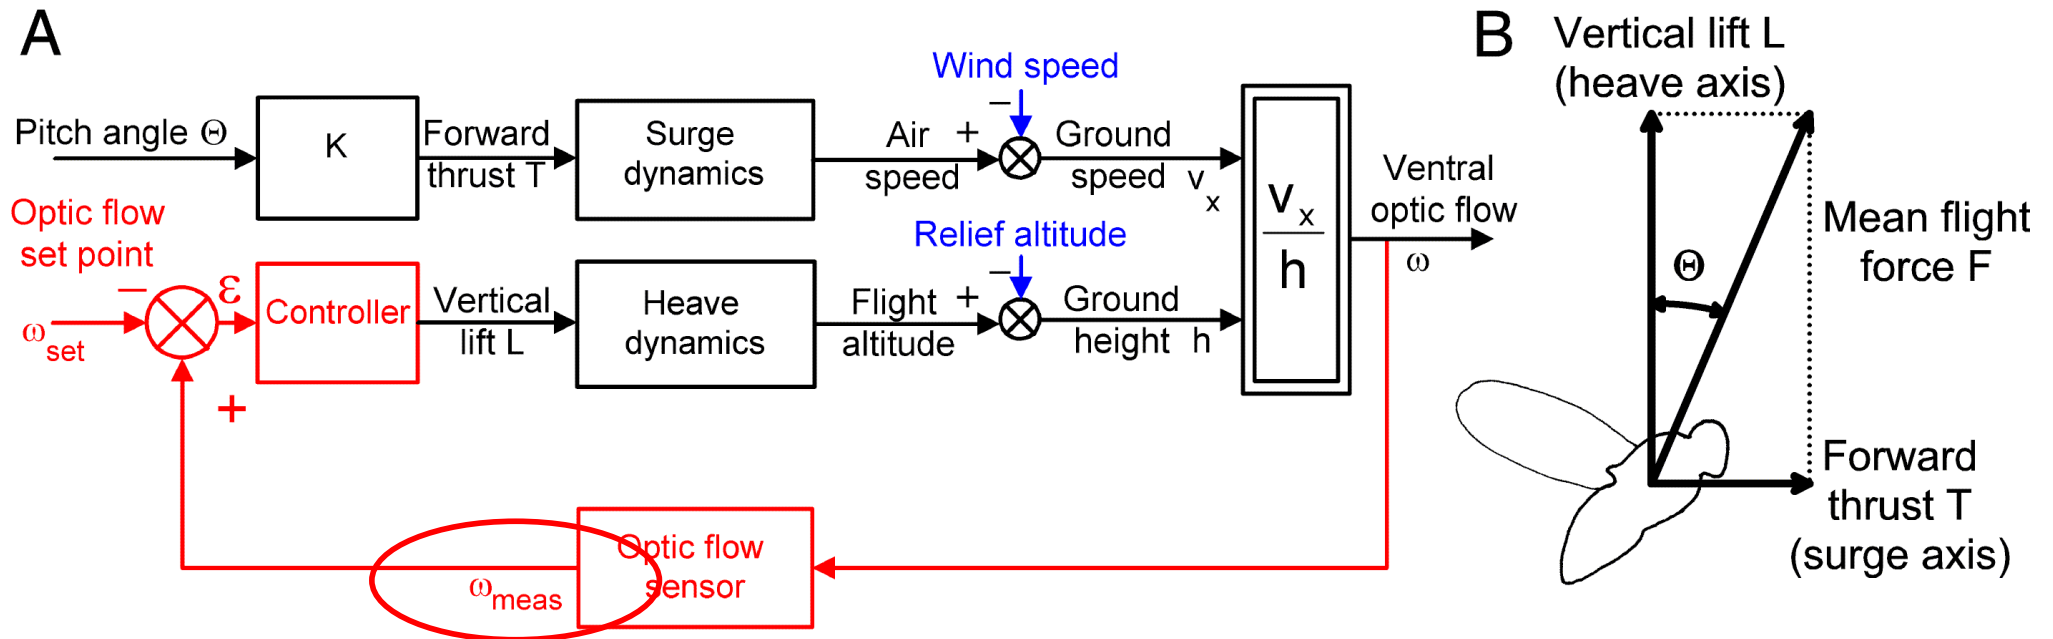 A
Pitch angle Θ
K
Forward
thrust T
Surge
dynamics
Air
speed
+
Wind speed
−
Ground
speed v
x
Optic flow
set point
−
ω
set
ε
+
Controller
Vertical
lift L
Heave
dynamics
Flight
altitude
+
Relief altitude
−
Ground
height h
v
x
h
Ventral
optic flow
ω
Optic flow
sensor
ω
meas
B
Vertical lift L
(heave axis)
Θ
Mean flight
force F
Forward
thrust T
(surge axis)